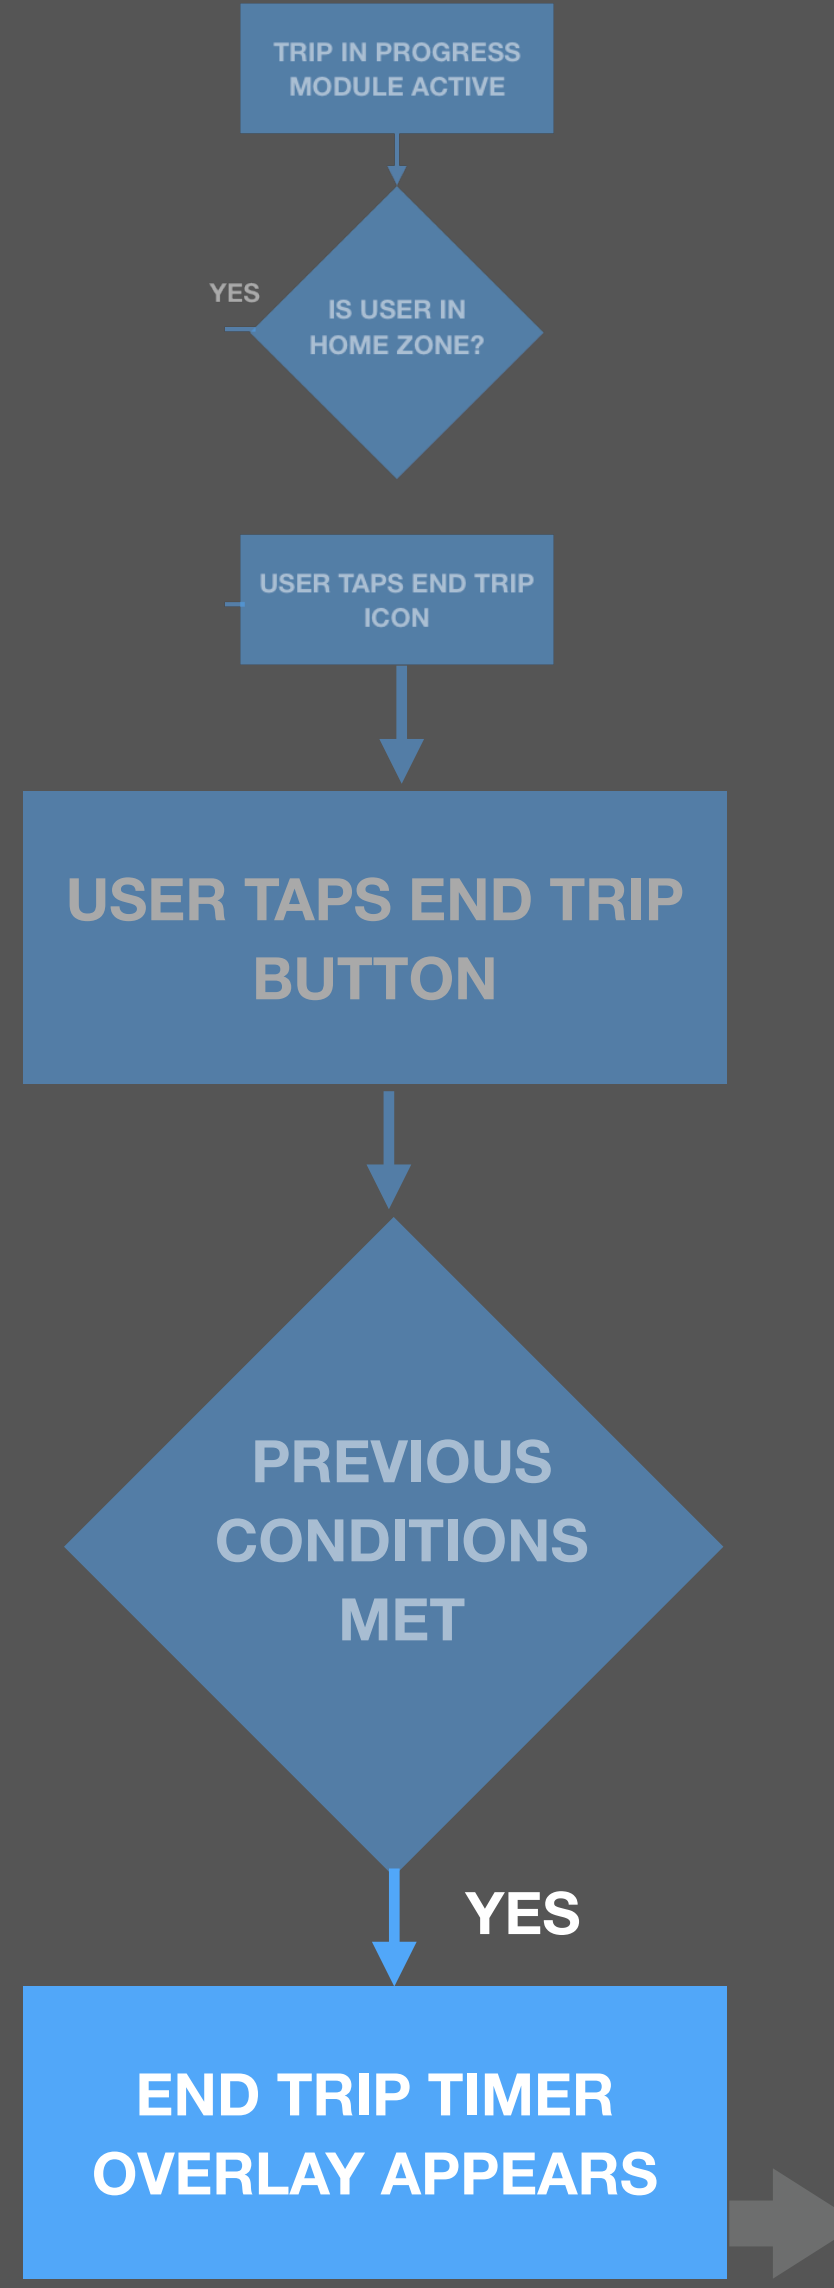 TRIP IN PROGRESS
MODULE ACTIVE
YES
IS USER IN
HOME ZONE?
USER TAPS END TRIP
ICON
USER TAPS END TRIP
BUTTON
PREVIOUS
CONDITIONS
MET
YES
END TRIP TIMER
OVERLAY APPEARS